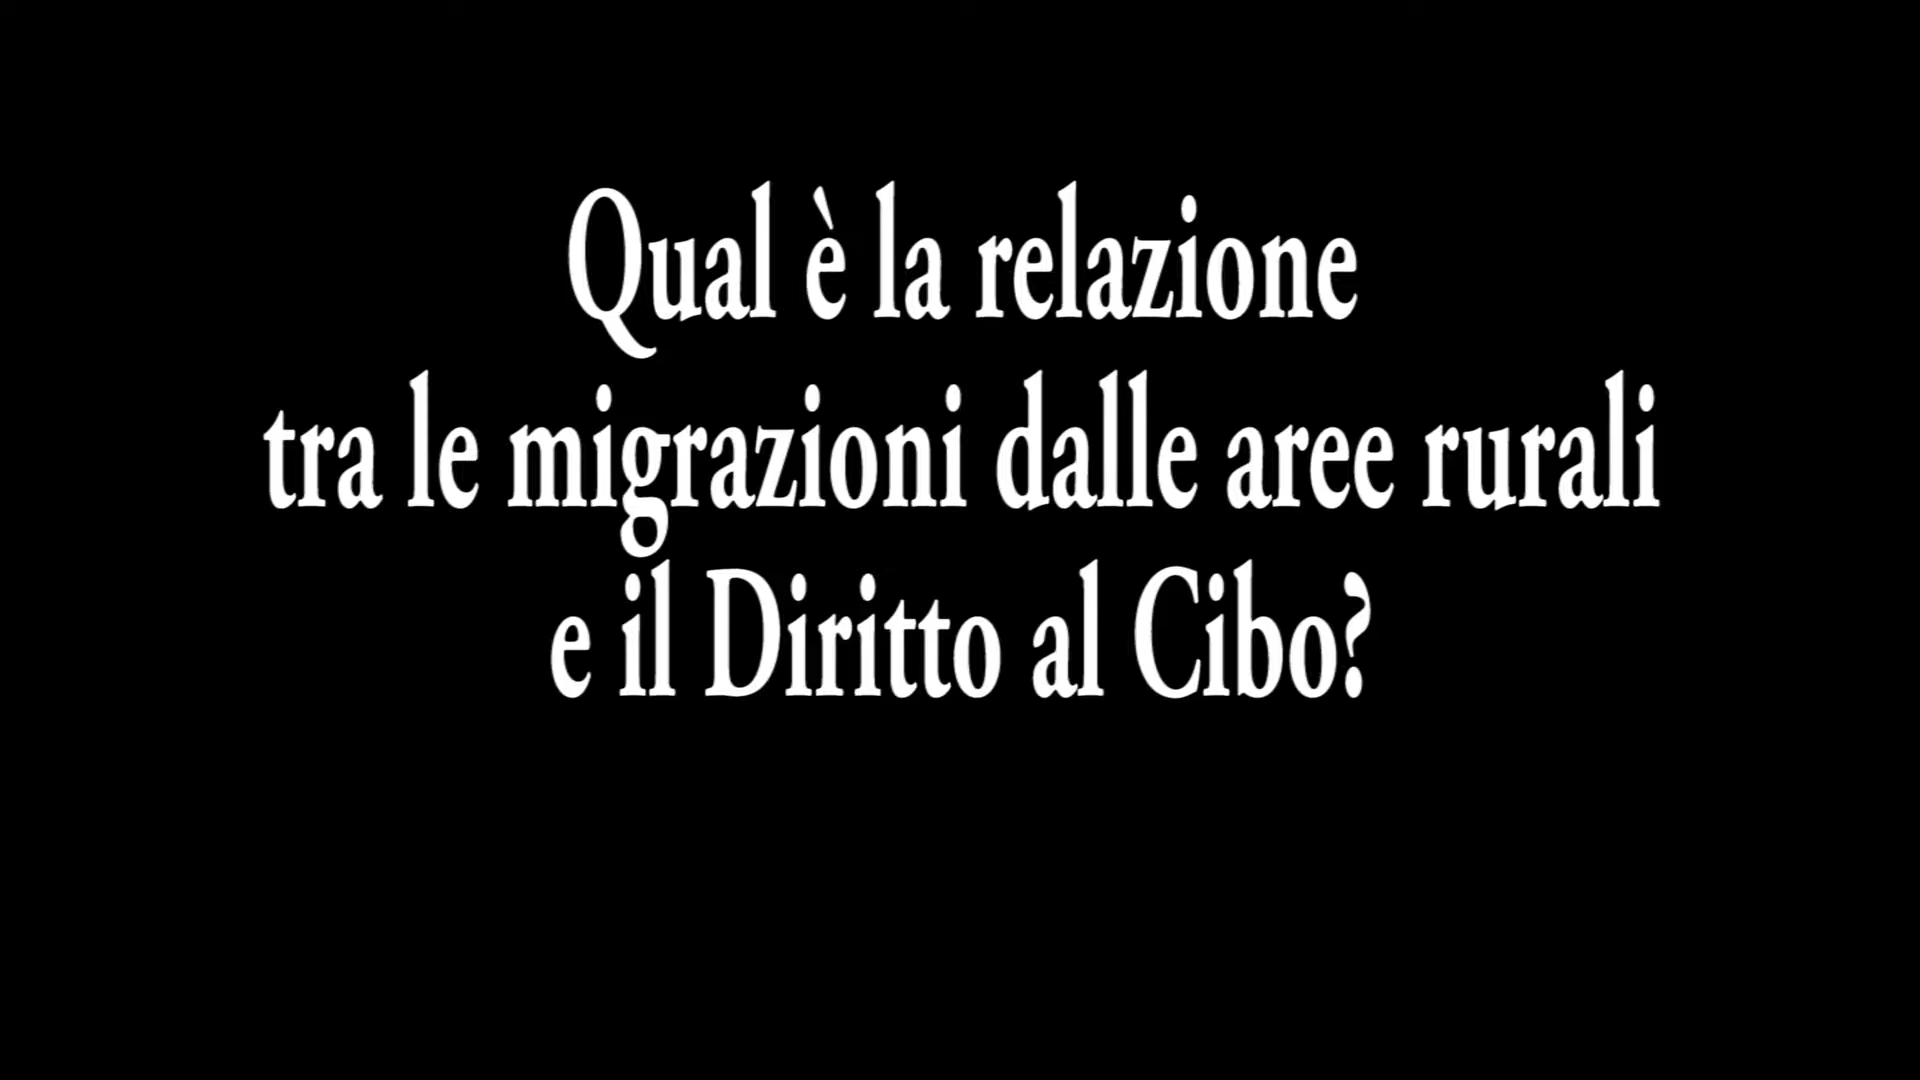 Qual è la relazione
tra le migrazioni dalle aree rurali
e il Diritto al Cibo?